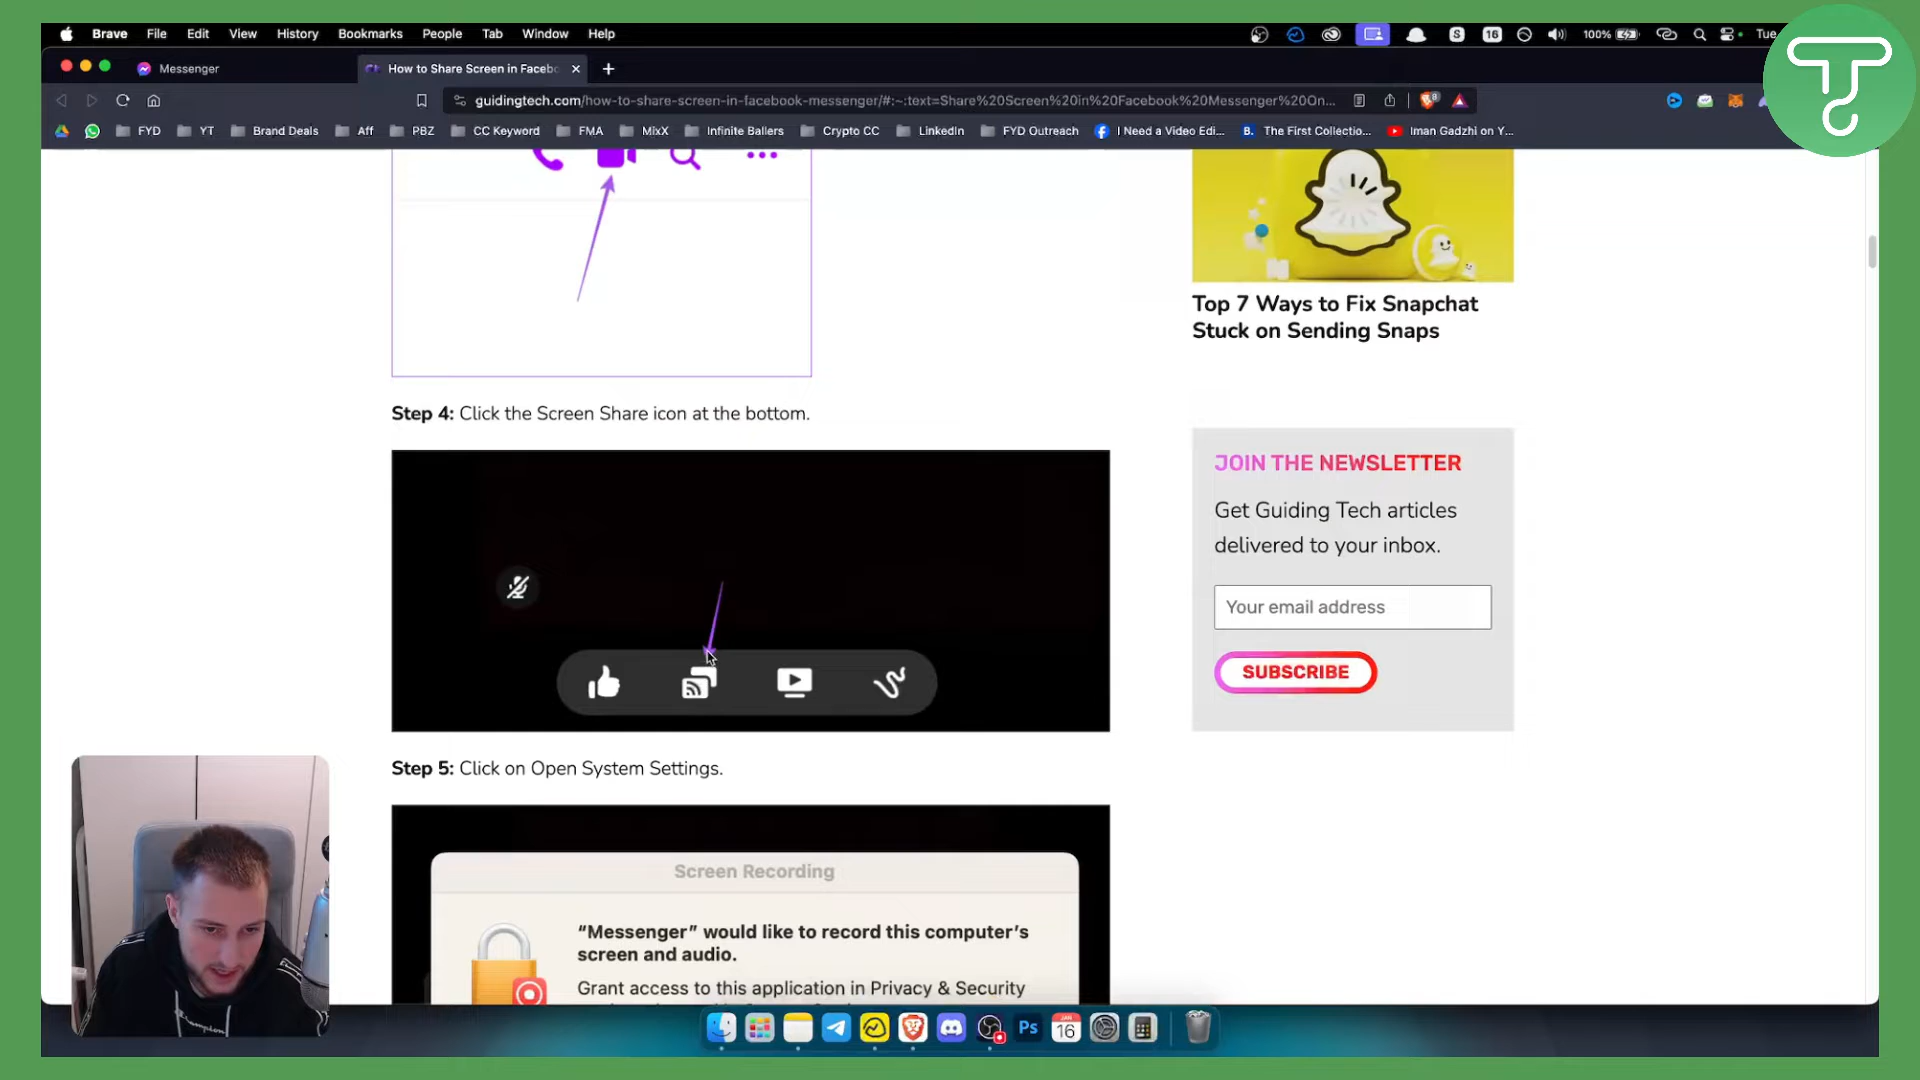 Brave File Edit View History Bookmarks People Tab Window Help
S 16 100% Tue
Messenger
How to Share Screen in Facebo
guidingtech.com/how-to-share-screen-in-facebook-messenger/#:~:text=Share%20Screen%20in%20Facebook%20Messenger%20On...
FYD YT Brand Deals Aff PBZ CC Keyword FMA MixX Infinite Ballers Crypto CC LinkedIn FYD Outreach I Need a Video Edi... B. The First Collectio... Iman Gadzhi on Y...
Top 7 Ways to Fix Snapchat
Stuck on Sending Snaps
Step 4: Click the Screen Share icon at the bottom.
JOIN THE NEWSLETTER
Get Guiding Tech articles
delivered to your inbox.
Your email address
SUBSCRIBE
Step 5: Click on Open System Settings.
Screen Recording
“Messenger” would like to record this computer’s
screen and audio.
Grant access to this application in Privacy & Security
Champion
Ps JAN 16